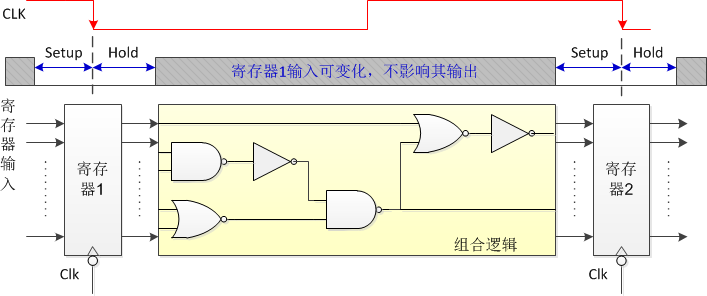 CLK
Setup
Hold
寄存器1输入可变化，不影响其输出
Setup
Hold
寄存器输入
寄存
器1
寄存
器2
组合逻辑
Clk
Clk